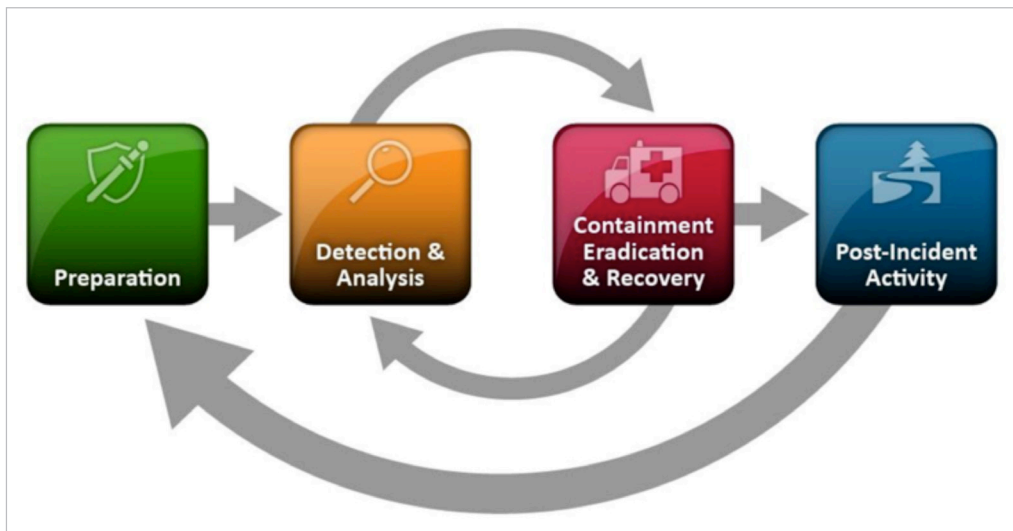 Preparation
Detection &
Analysis
Containment
Eradication
& Recovery
Post-Incident
Activity